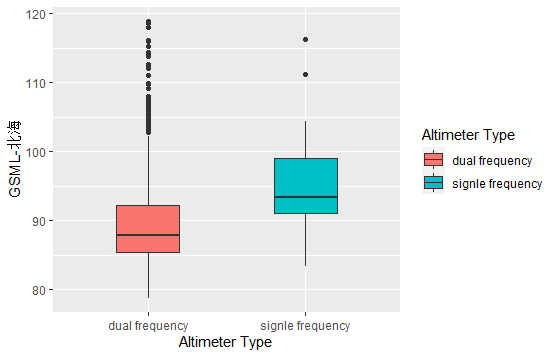 120
110
100
90
80
GSML-北海
dual frequency
signle frequency
Altimeter Type
Altimeter Type
dual frequency
signle frequency